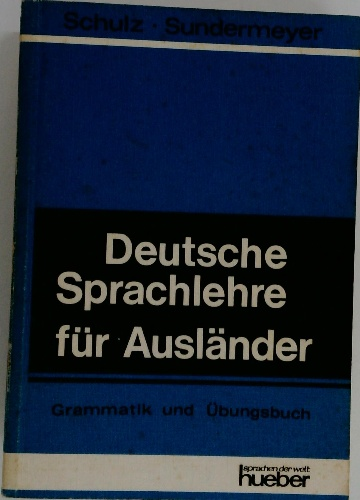 Schulz · Sundermeyer
Deutsche
Sprachlehre
für Ausländer
Grammatik und Übungsbuch
sprachen der welt
hueber